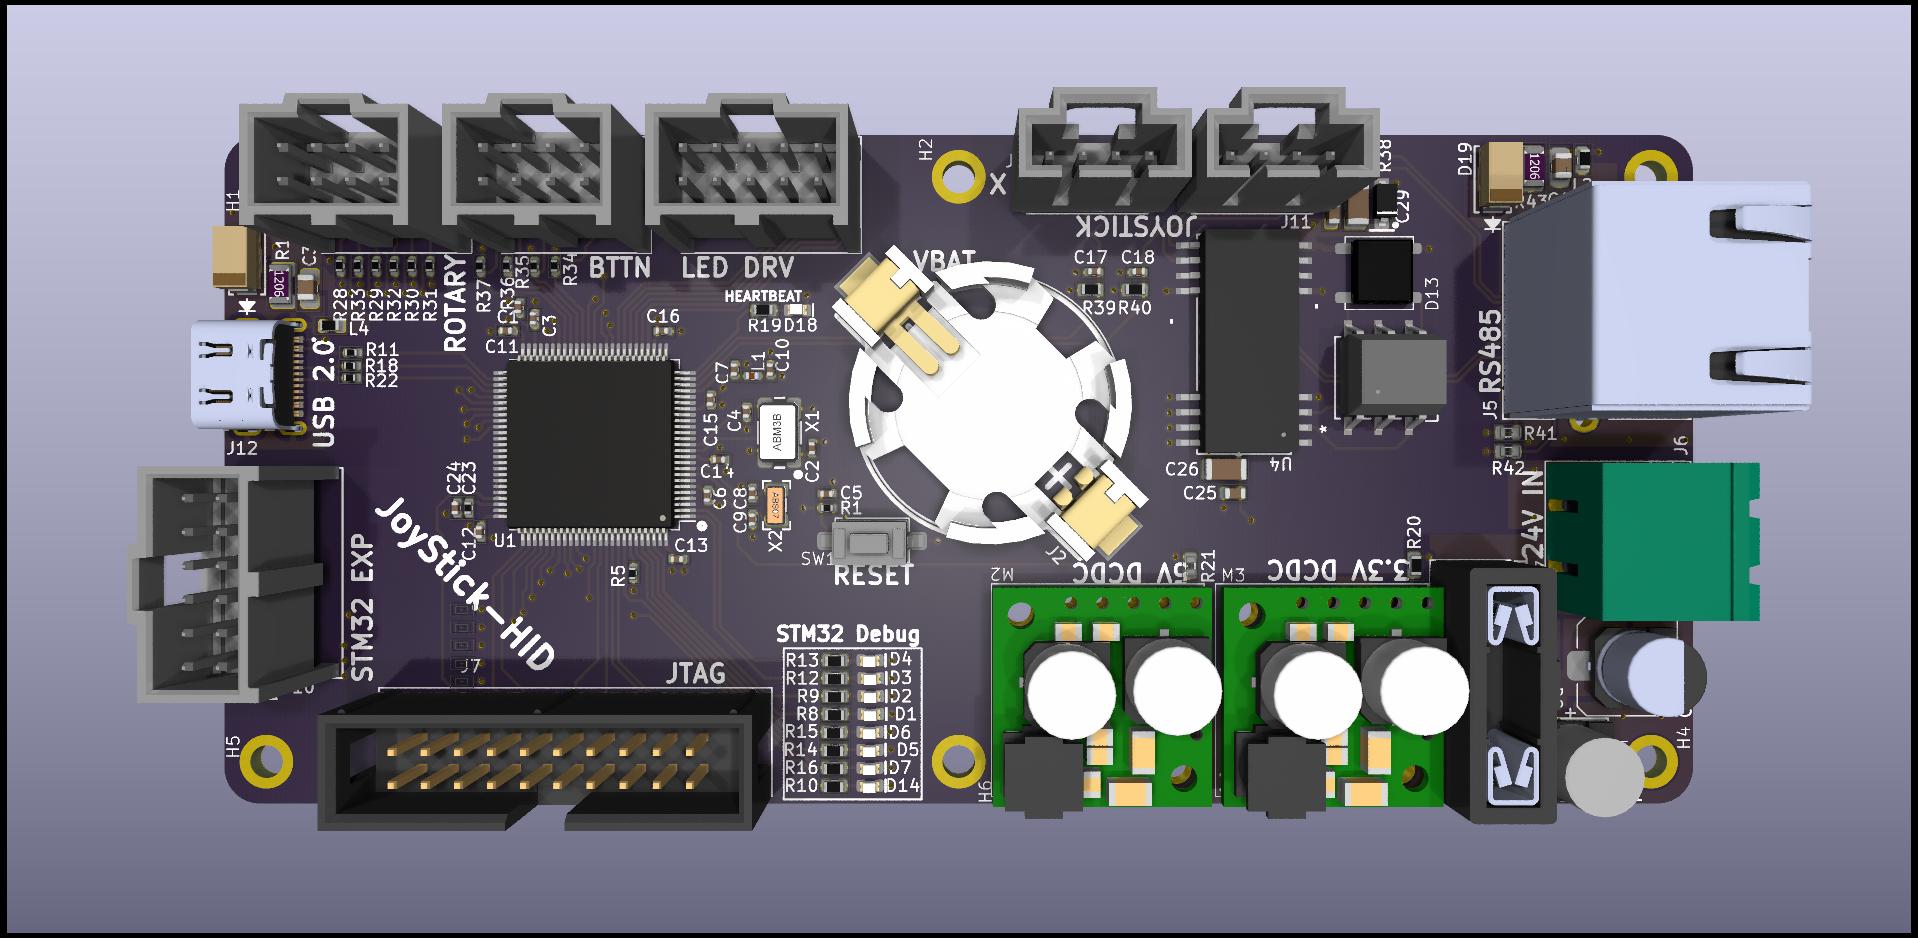 H1
H2
X
JOYSTICK
J11
R38
C29
D19
1206
R1
C7
1206
R28
R33
R29
R32
R30
R31
ROTARY
R37
R36
R35
R34
BTTN
LED DRV
VBAT
HEARTBEAT
R19
D18
C1
C3
C11
C16
C17
C18
R39
R40
D13
RS485
J5
L4
R11
R18
R22
USB 2.0
J12
C7
L1
C10
C15
C4
ABM3B
X1
C14
C2
C6
C8
C9
ABS07
X2
C5
R1
SW1
RESET
C24
C23
C12
U1
C13
R5
C26
C25
U4
*
R41
R42
J6
24V IN
R20
R21
J2
+
JoyStick-HID
STM32 EXP
J7
JTAG
M2
5V DCDC
M3
3.3V DCDC
STM32 Debug
R13 D4
R12 D3
R9 D2
R8 D1
R15 D6
R14 D5
R16 D7
R10 D14
H5
H6
H4
+